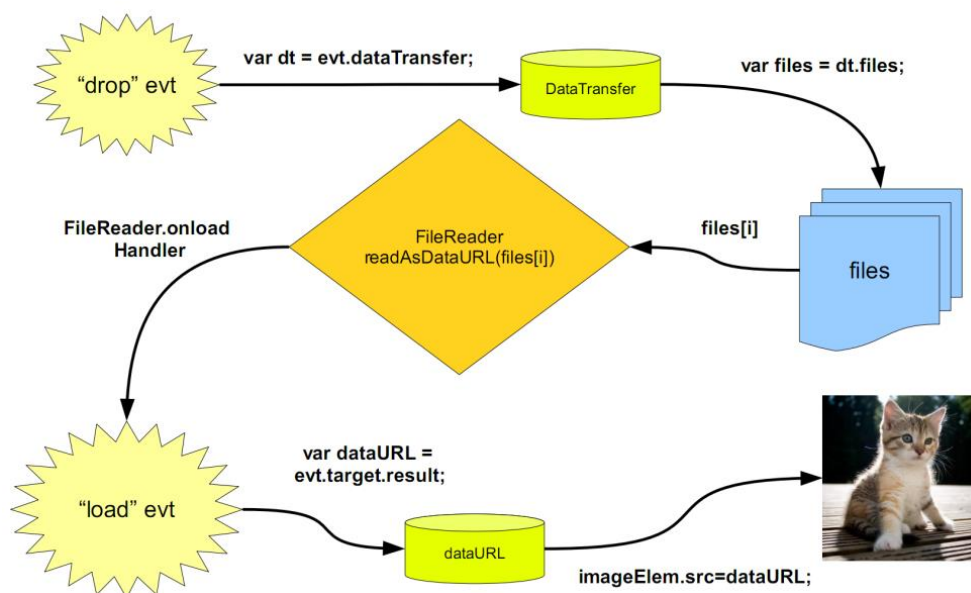 “drop” evt
var dt = evt.dataTransfer;
DataTransfer
var files = dt.files;
files
files[i]
FileReader
readAsDataURL(files[i])
FileReader.onload
Handler
“load” evt
var dataURL =
evt.target.result;
dataURL
imageElem.src=dataURL;